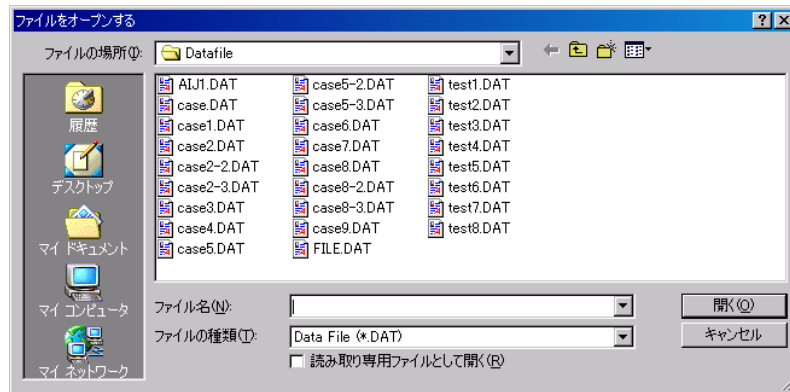 ファイルをオープンする
ファイルの場所(I):
Datafile
履歴
デスクトップ
マイ ドキュメント
マイ コンピュータ
マイ ネットワーク
AIJ1.DAT
case.DAT
case1.DAT
case2.DAT
case2-2.DAT
case2-3.DAT
case3.DAT
case4.DAT
case5.DAT
case5-2.DAT
case5-3.DAT
case6.DAT
case7.DAT
case8.DAT
case8-2.DAT
case8-3.DAT
case9.DAT
FILE.DAT
test1.DAT
test2.DAT
test3.DAT
test4.DAT
test5.DAT
test6.DAT
test7.DAT
test8.DAT
ファイル名(N):
開く(O)
ファイルの種類(T):
Data File (*.DAT)
キャンセル
読み取り専用ファイルとして開く(R)